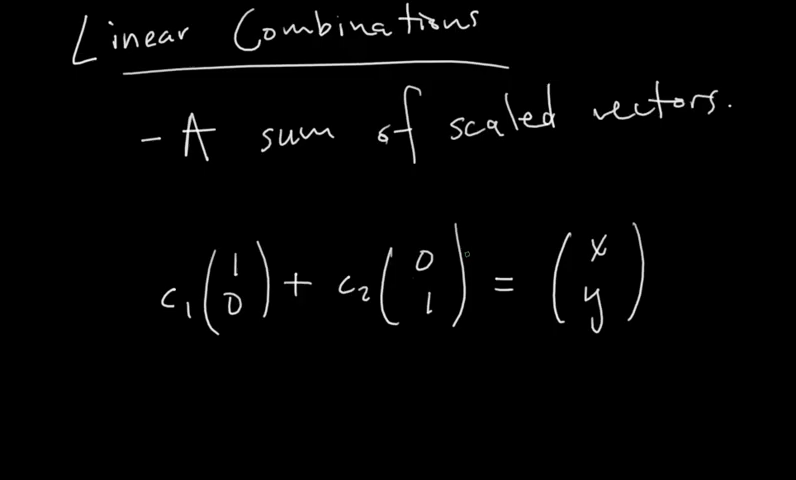 Linear Combinations
- A sum of scaled vectors.
c₁(1 0) + c₂(0 1) = (x y)